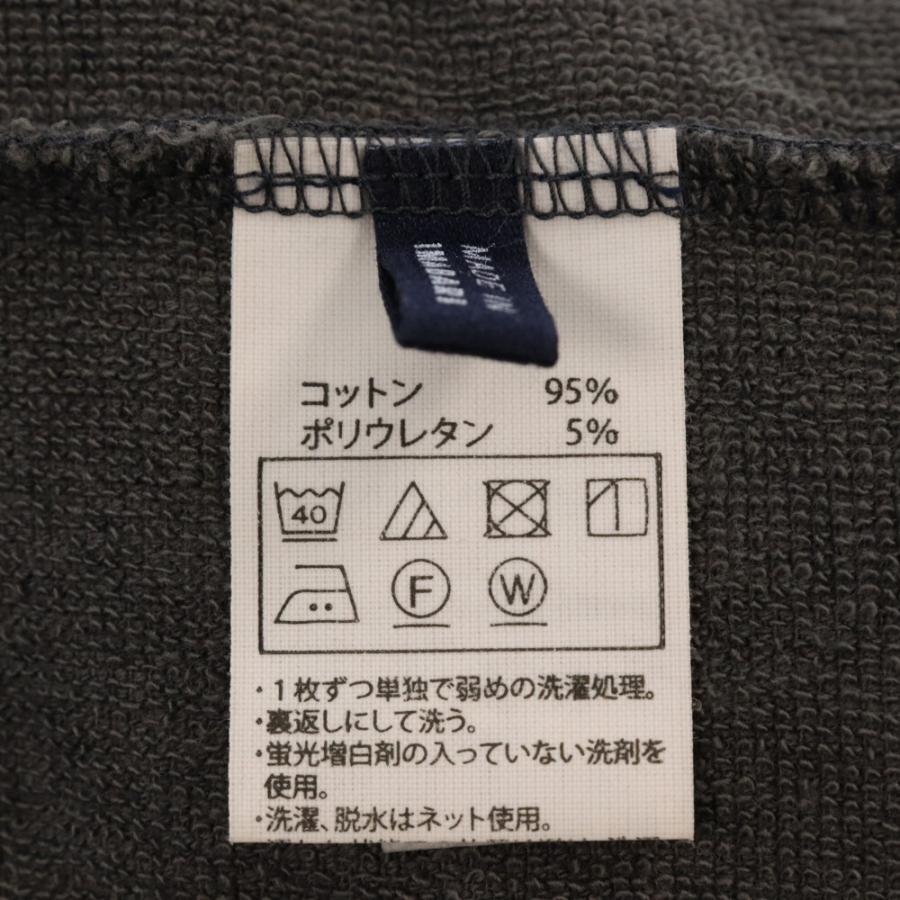 MADE IN
コットン 95%
ポリウレタン 5%
40
F W
・1枚ずつ単独で弱めの洗濯処理。
・裏返しにして洗う。
・蛍光増白剤の入っていない洗剤を
使用。
・洗濯、脱水はネット使用。